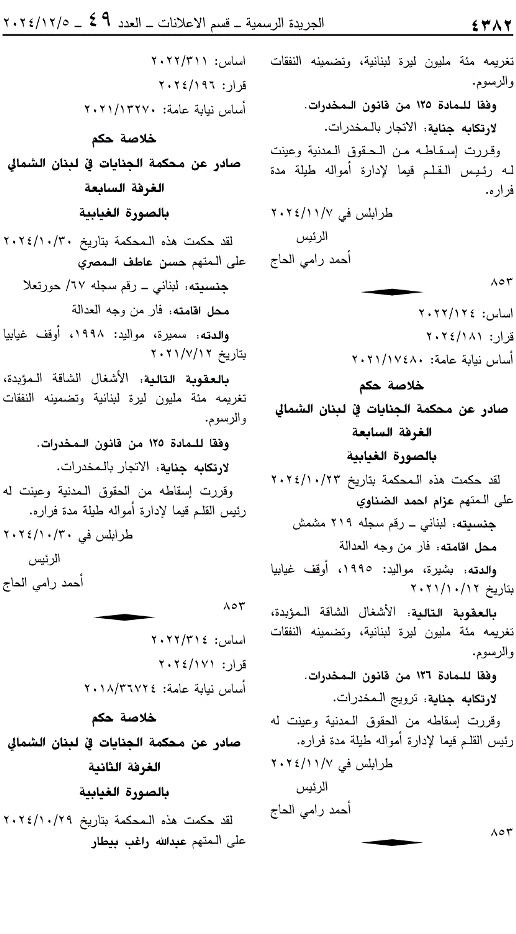 ٤٣٨٢
الجريدة الرسمية ــ قسم الاعلانات ــ العدد ٤٩ ــ ٢٠٢٤/١٢/٥
تغريمه مئة مليون ليرة لبنانية، وتضمينه النفقات
والرسوم.
وفقا للمادة ١٢٥ من قانون المخدرات.
لارتكابه جناية: الاتجار بالمخدرات.
وقررت إسقاطه من الحقوق المدنية وعينت
له رئيس القلم قيما لإدارة أمواله طيلة مدة
فراره.
طرابلس في ٢٠٢٤/١١/٧
الرئيس
أحمد رامي الحاج
٨٥٣
اساس: ٢٠٢٢/١٢٤
قرار: ٢٠٢٤/١٨١
أساس نيابة عامة: ٢٠٢١/١٧٤٨٠
خلاصة حكم
صادر عن محكمة الجنايات في لبنان الشمالي
الغرفة السابعة
بالصورة الغيابية
لقد حكمت هذه المحكمة بتاريخ ٢٠٢٤/١٠/٢٣
على المتهم عزام احمد الضناوي
جنسيته: لبناني ــ رقم سجله ٢١٩ مشمش
محل اقامته: فار من وجه العدالة
والدته: بشيرة، مواليد: ١٩٩٥، أوقف غيابيا
بتاريخ ٢٠٢١/١٠/١٢
بالعقوبة التالية: الأشغال الشاقة المؤبدة،
تغريمه مئة مليون ليرة لبنانية، وتضمينه النفقات
والرسوم.
وفقا للمادة ١٢٦ من قانون المخدرات.
لارتكابه جناية: ترويج المخدرات.
وقررت إسقاطه من الحقوق المدنية وعينت له
رئيس القلم قيما لإدارة أمواله طيلة مدة فراره.
طرابلس في ٢٠٢٤/١١/٧
الرئيس
أحمد رامي الحاج
٨٥٣
اساس: ٢٠٢٢/٣١١
قرار: ٢٠٢٤/١٩٦
أساس نيابة عامة: ٢٠٢١/١٣٢٧٠
خلاصة حكم
صادر عن محكمة الجنايات في لبنان الشمالي
الغرفة السابعة
بالصورة الغيابية
لقد حكمت هذه المحكمة بتاريخ ٢٠٢٤/١٠/٣٠
على المتهم حسن عاطف المصري
جنسيته: لبناني ــ رقم سجله ٦٧/ حورتعلا
محل اقامته: فار من وجه العدالة
والدته: سميرة، مواليد: ١٩٩٨، أوقف غيابيا
بتاريخ ٢٠٢١/٧/١٢
بالعقوبة التالية: الأشغال الشاقة المؤبدة،
تغريمه مئة مليون ليرة لبنانية وتضمينه النفقات
والرسوم.
وفقا للمادة ١٢٥ من قانون المخدرات.
لارتكابه جناية: الاتجار بالمخدرات.
وقررت إسقاطه من الحقوق المدنية وعينت له
رئيس القلم قيما لإدارة أمواله طيلة مدة فراره.
طرابلس في ٢٠٢٤/١٠/٣٠
الرئيس
أحمد رامي الحاج
٨٥٣
اساس: ٢٠٢٢/٣١٤
قرار: ٢٠٢٤/١٧١
أساس نيابة عامة: ٢٠١٨/٣٦٧٢٤
خلاصة حكم
صادر عن محكمة الجنايات في لبنان الشمالي
الغرفة الثانية
بالصورة الغيابية
لقد حكمت هذه المحكمة بتاريخ ٢٠٢٤/١٠/٢٩
على المتهم عبدالله راغب بيطار